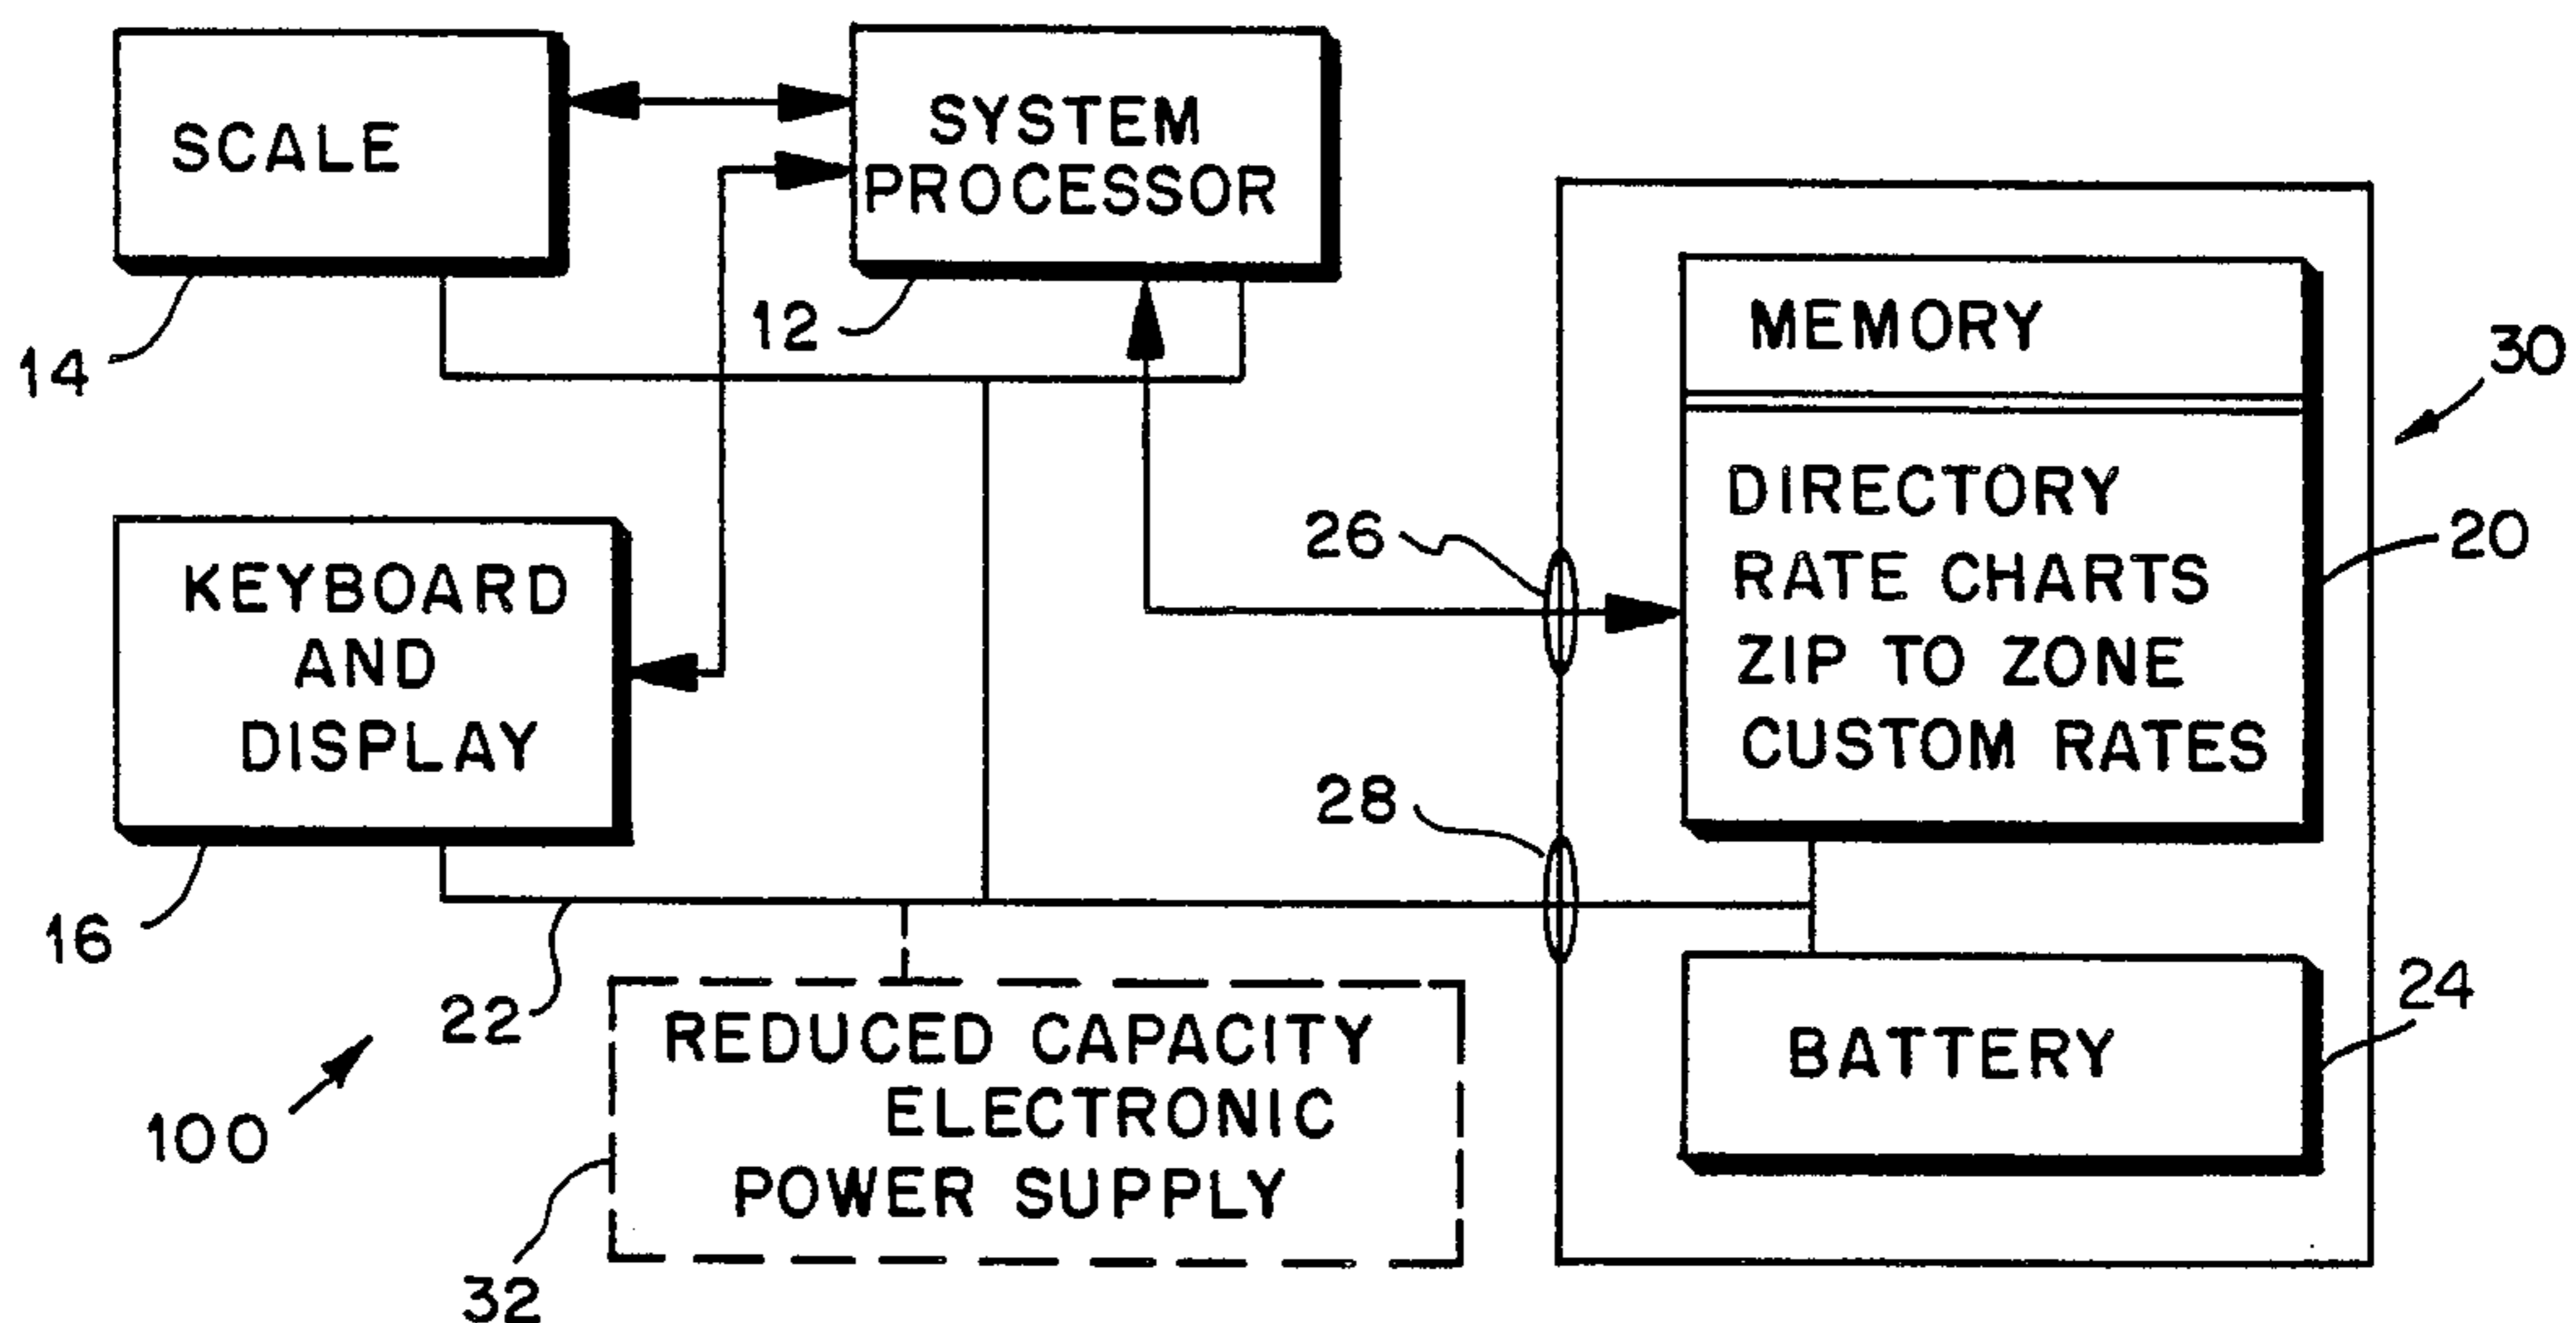 SCALE
14
SYSTEM
PROCESSOR
12
KEYBOARD
AND
DISPLAY
16
22
100
REDUCED CAPACITY
ELECTRONIC
POWER SUPPLY
32
26
28
MEMORY
DIRECTORY
RATE CHARTS
ZIP TO ZONE
CUSTOM RATES
30
20
BATTERY
24